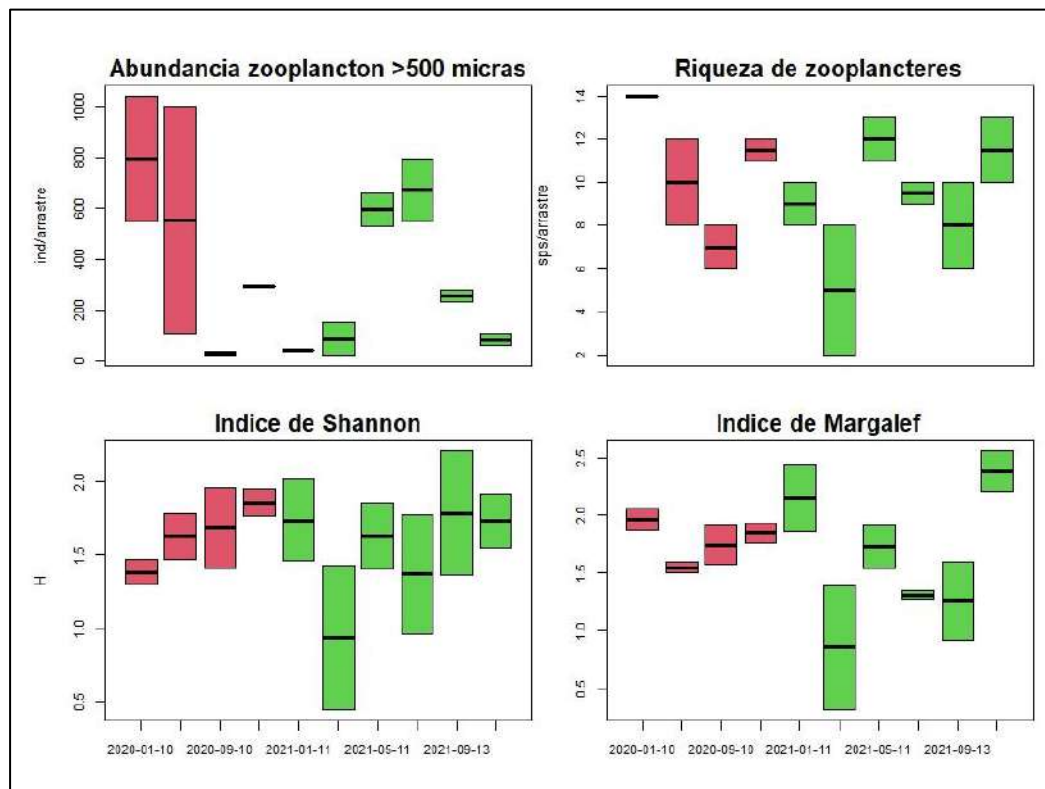 Abundancia zooplancton >500 micras
ind/arrastre
1000
800
600
400
200
0
Riqueza de zooplancteres
sps/arrastre
14
12
10
8
6
4
2
Indice de Shannon
H
2.0
1.5
1.0
0.5
2020-01-10 2020-09-10 2021-01-11 2021-05-11 2021-09-13
Indice de Margalef
2.5
2.0
1.5
1.0
0.5
2020-01-10 2020-09-10 2021-01-11 2021-05-11 2021-09-13